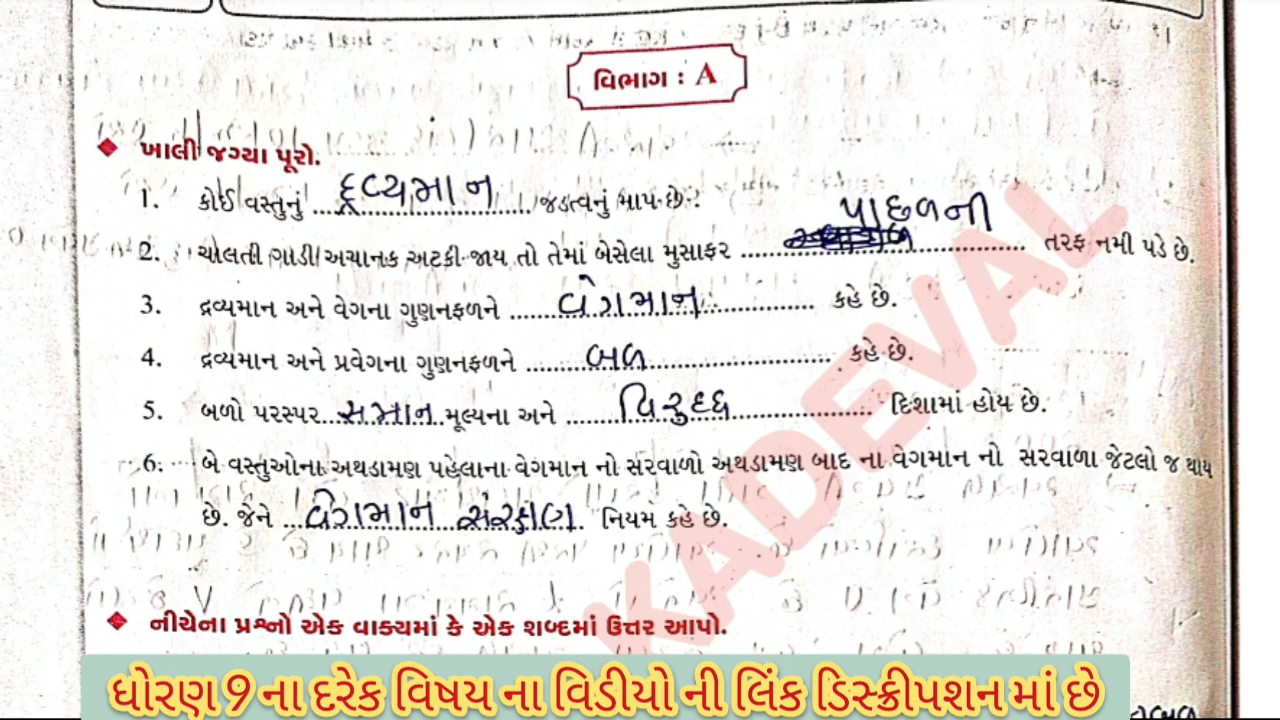 વિભાગ : A
ખાલી જગ્યા પૂરો.
1. કોઈ વસ્તુનું દ્રવ્યમાન જડત્વનું માપ છે.
2. ચાલતી ગાડી અચાનક અટકી જાય તો તેમાં બેસેલા મુસાફર પાછળની તરફ નમી પડે છે.
3. દ્રવ્યમાન અને વેગના ગુણનફળને વેગમાન કહે છે.
4. દ્રવ્યમાન અને પ્રવેગના ગુણનફળને બળ કહે છે.
5. બળો પરસ્પર સમાન મૂલ્યના અને વિરુધ્ધ દિશામાં હોય છે.
6. બે વસ્તુઓના અથડામણ પહેલાના વેગમાન નો સરવાળો અથડામણ બાદ ના વેગમાન નો સરવાળા જેટલો જ થાય
છે. જેને વેગમાન સંરક્ષણ નિયમ કહે છે.
નીચેના પ્રશ્નો એક વાક્યમાં કે એક શબ્દમાં ઉત્તર આપો.
KADEVAL
ધોરણ 9 ના દરેક વિષય ના વિડીયો ની લિંક ડિસ્ક્રીપશન માં છે